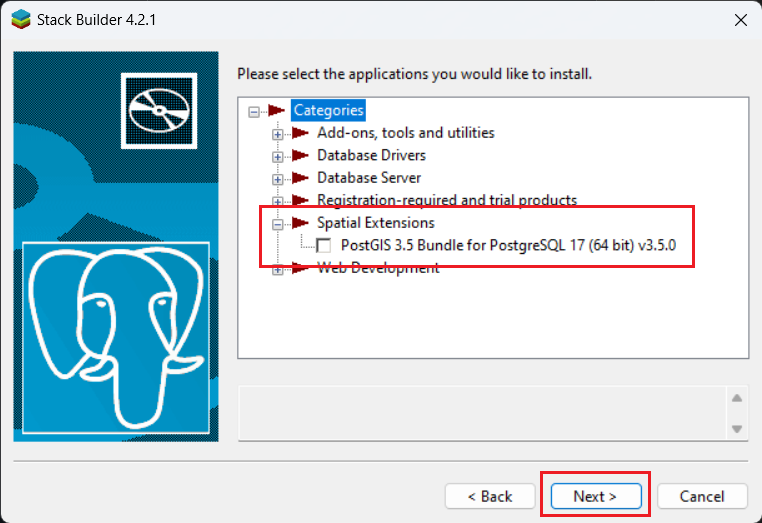 Stack Builder 4.2.1
Please select the applications you would like to install.
Categories
Add-ons, tools and utilities
Database Drivers
Database Server
Registration-required and trial products
Spatial Extensions
PostGIS 3.5 Bundle for PostgreSQL 17 (64 bit) v3.5.0
Web Development
< Back
Next >
Cancel